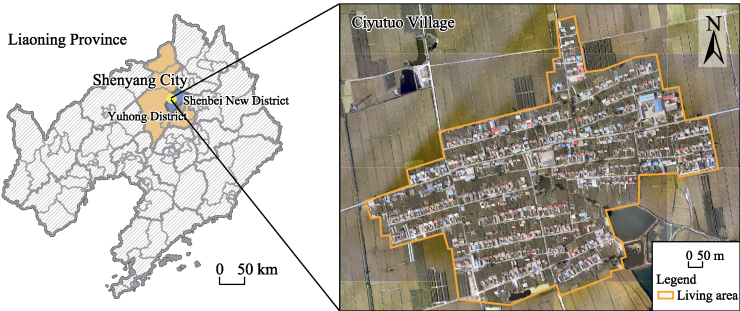 Liaoning Province
Shenyang City
Shenbei New District
Yuhong District
0 50 km
Ciyutuo Village
N
0 50 m
Legend
Living area